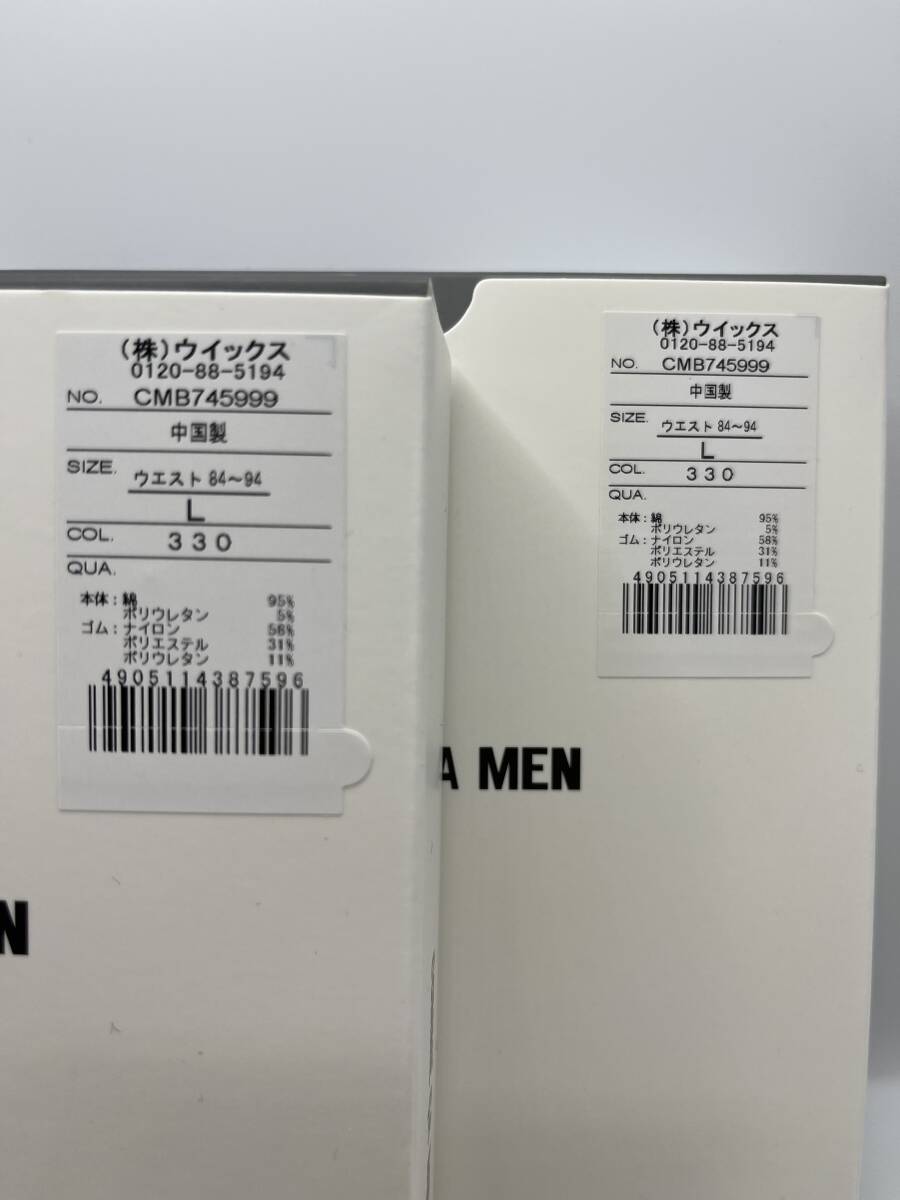 (株)ウイックス
0120-88-5194
NO. CMB745999
中国製
SIZE. ウエスト 84～94
L
COL. 330
QUA.
本体：綿 95%
ポリウレタン 5%
ゴム：ナイロン 58%
ポリエステル 31%
ポリウレタン 11%
4905114387596
N
(株)ウイックス
0120-88-5194
NO. CMB745999
中国製
SIZE. ウエスト 84～94
L
COL. 330
QUA.
本体：綿 95%
ポリウレタン 5%
ゴム：ナイロン 58%
ポリエステル 31%
ポリウレタン 11%
4905114387596
A MEN